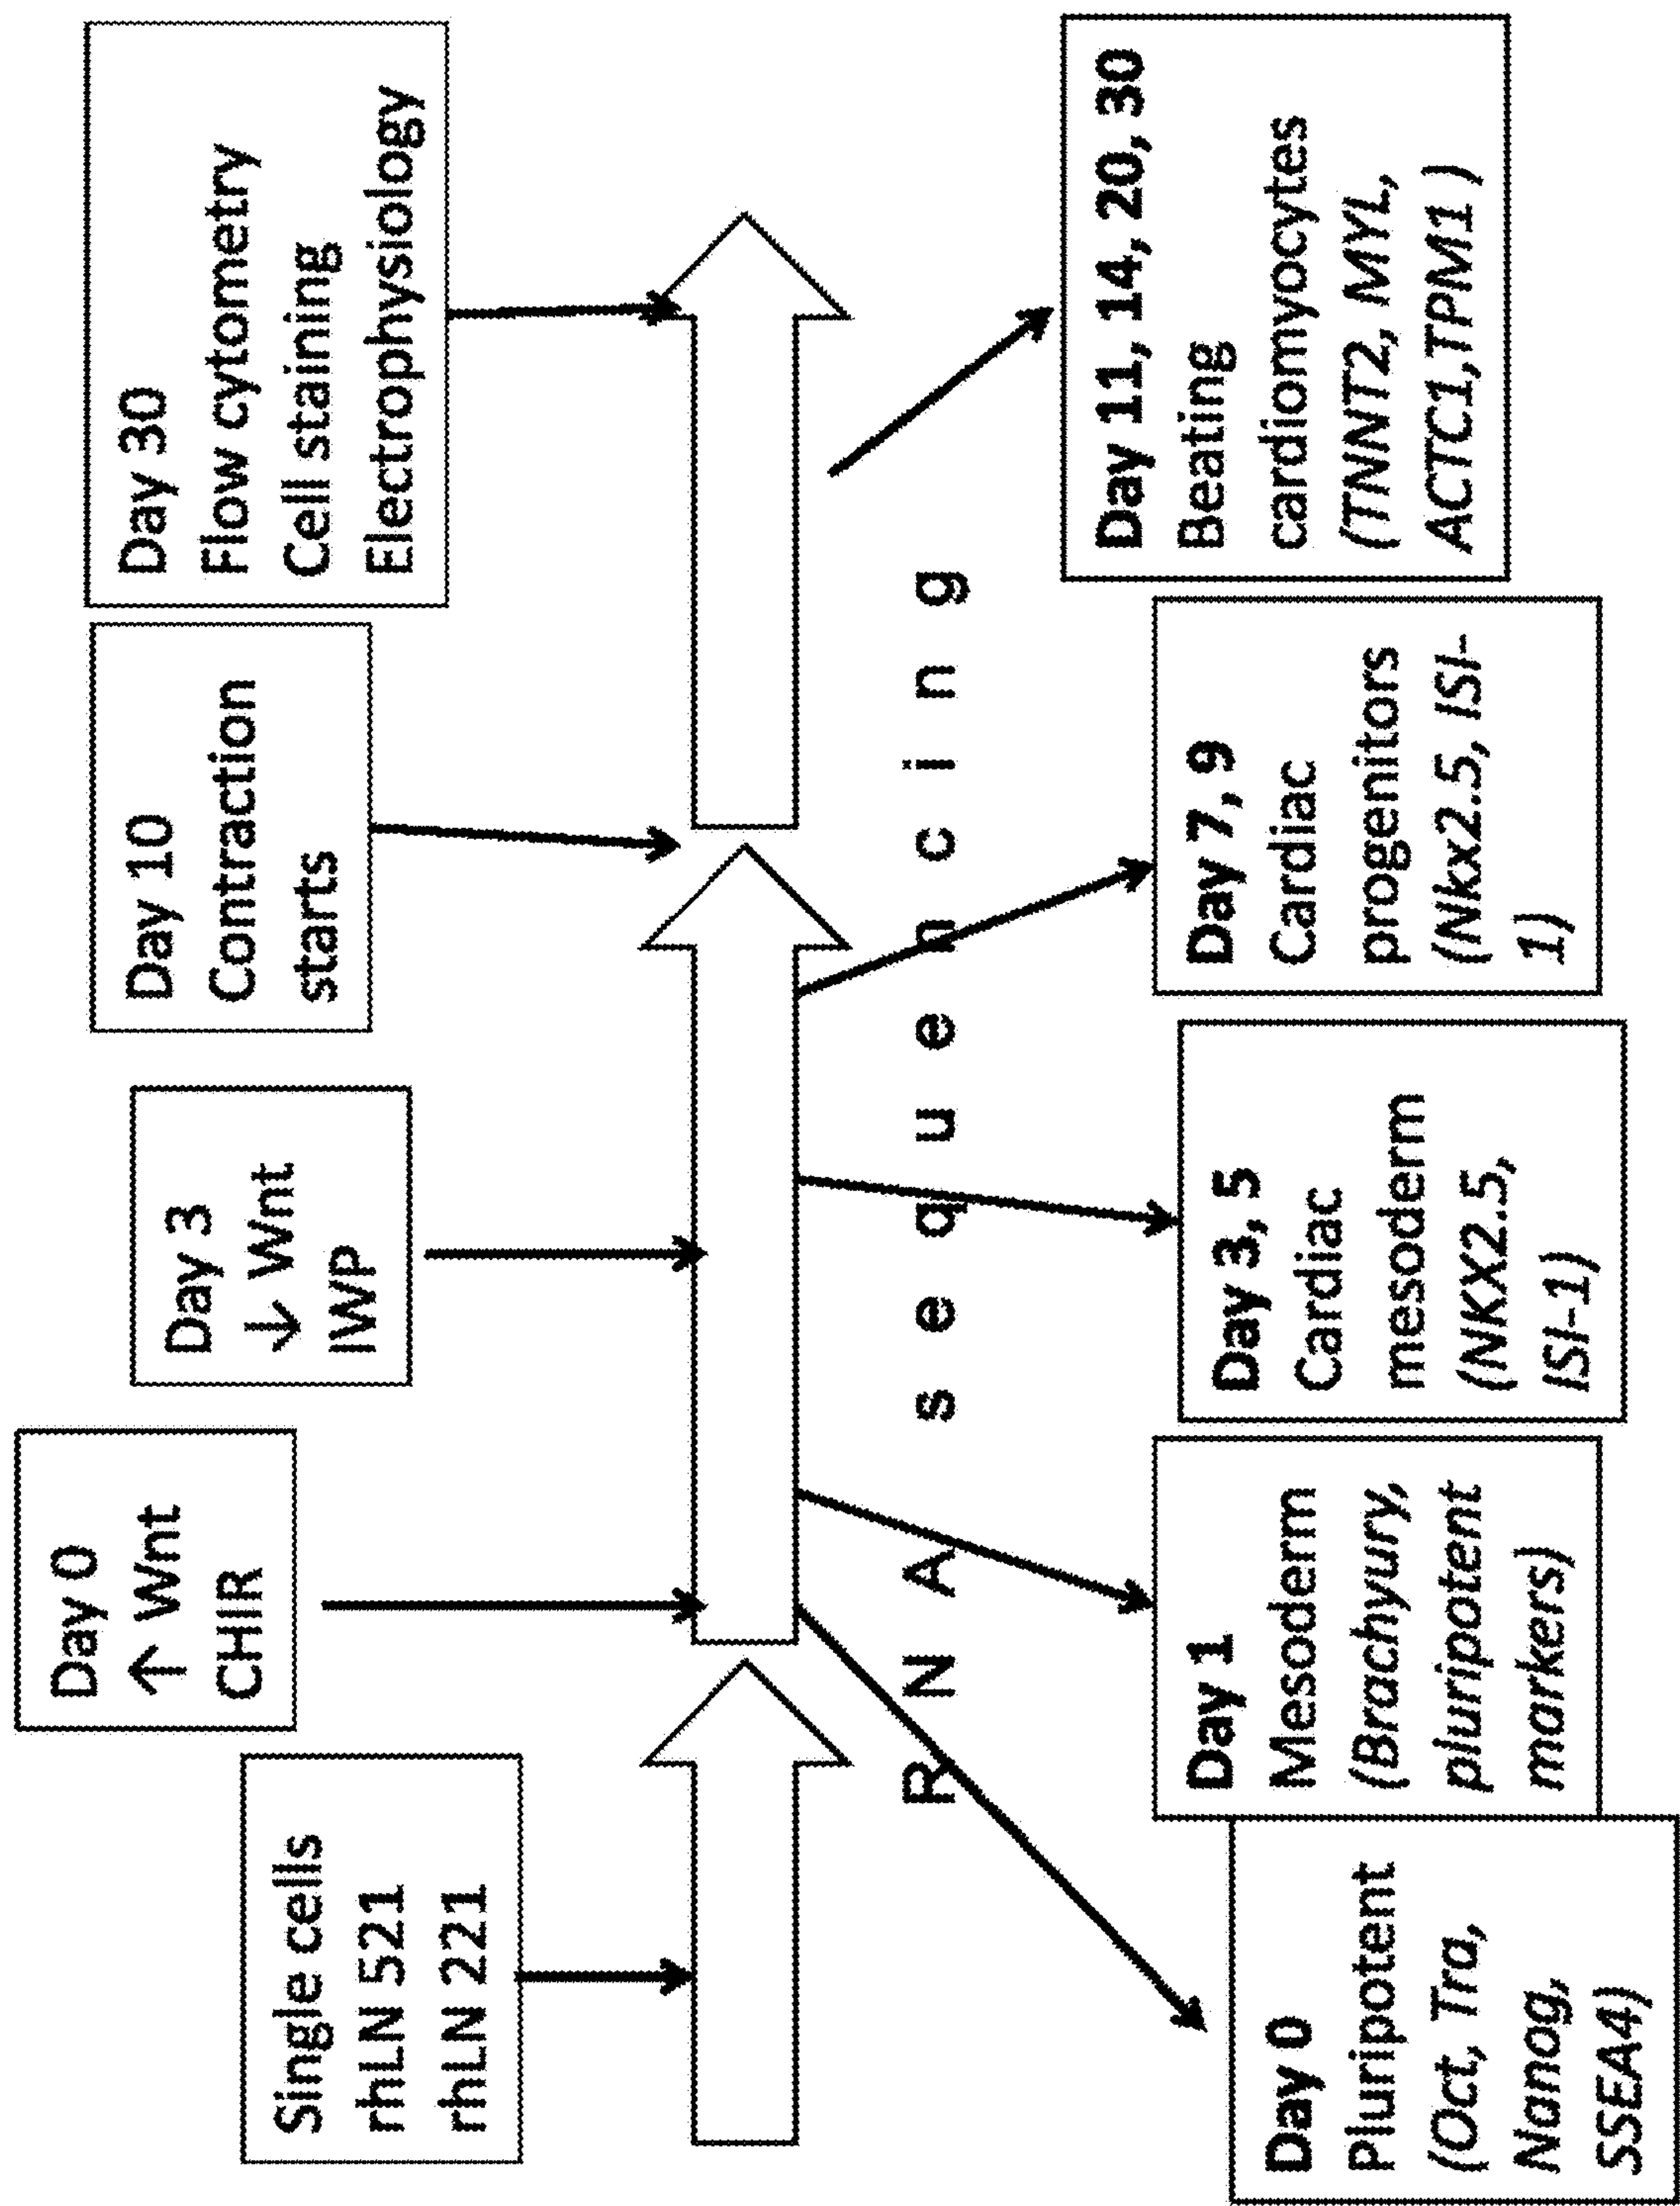 Single cells
rhLN 521
rhLN 221
Day 0
↑ Wnt
CHIR
Day 3
↓ Wnt
IWP
Day 10
Contraction
starts
Day 30
Flow cytometry
Cell staining
Electrophysiology
RNA sequencing
Day 0
Pluripotent
(Oct, Tra,
Nanog,
SSEA4)
Day 1
Mesoderm
(Brachyury,
pluripotent
markers)
Day 3, 5
Cardiac
mesoderm
(NKX2.5,
ISI-1)
Day 7, 9
Cardiac
progenitors
(Nkx2.5, ISI-
1)
Day 11, 14, 20, 30
Beating
cardiomyocytes
(TNNT2, MYL,
ACTC1,TPM1 )